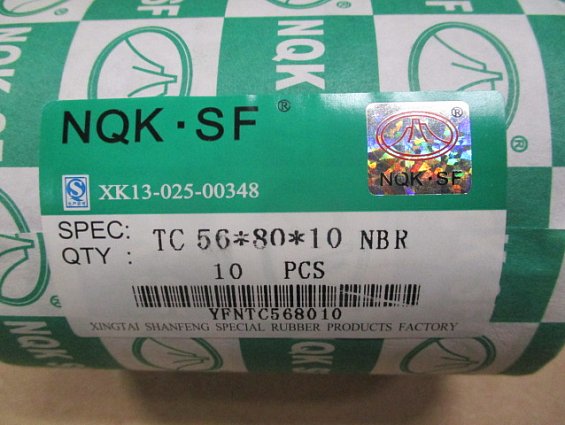 NQK
NQK·SF ®
®
NQK·SF
XK13-025-00348
SPEC: TC 56*80*10 NBR
QTY : 10 PCS
YFNTC568010
XINGTAI SHANFENG SPECIAL RUBBER PRODUCTS FACTORY